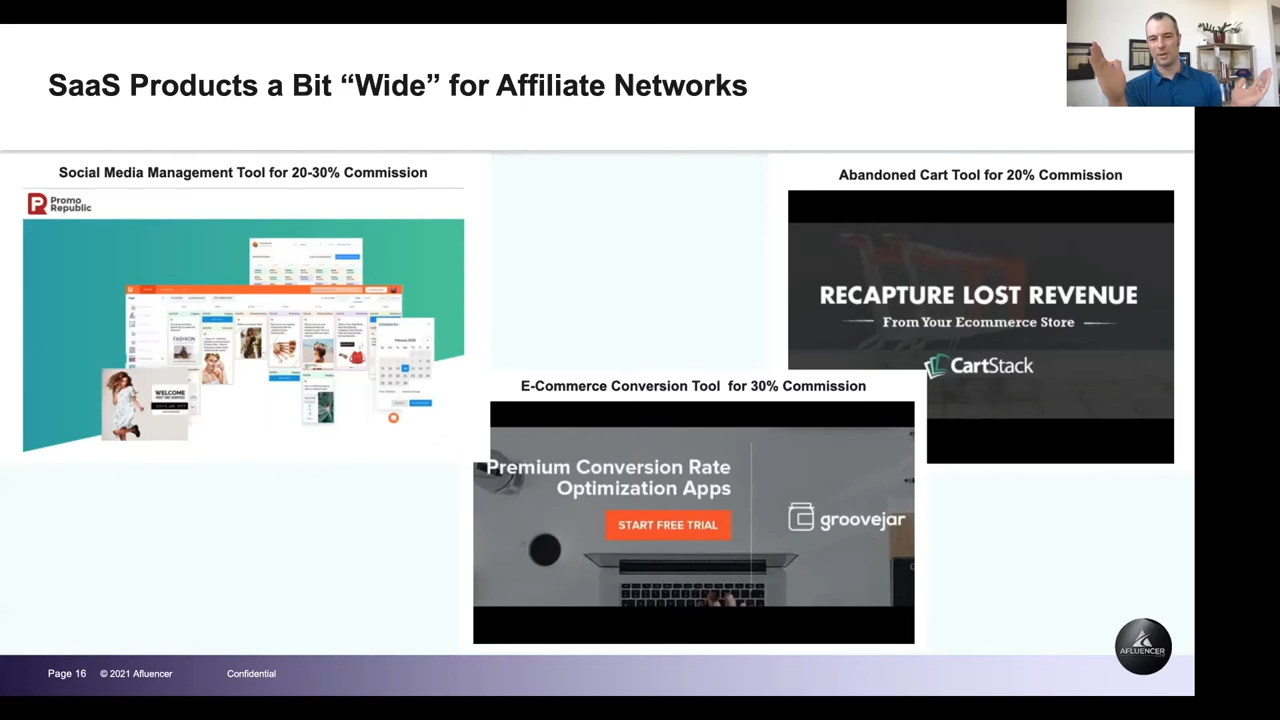 SaaS Products a Bit “Wide” for Affiliate Networks
Social Media Management Tool for 20-30% Commission
Promo
Republic
FASHION
WELCOME
Abandoned Cart Tool for 20% Commission
RECAPTURE LOST REVENUE
From Your Ecommerce Store
CartStack
E-Commerce Conversion Tool for 30% Commission
Premium Conversion Rate
Optimization Apps
START FREE TRIAL
groovejar
Page 16 © 2021 Afluencer Confidential
AFLUENCER